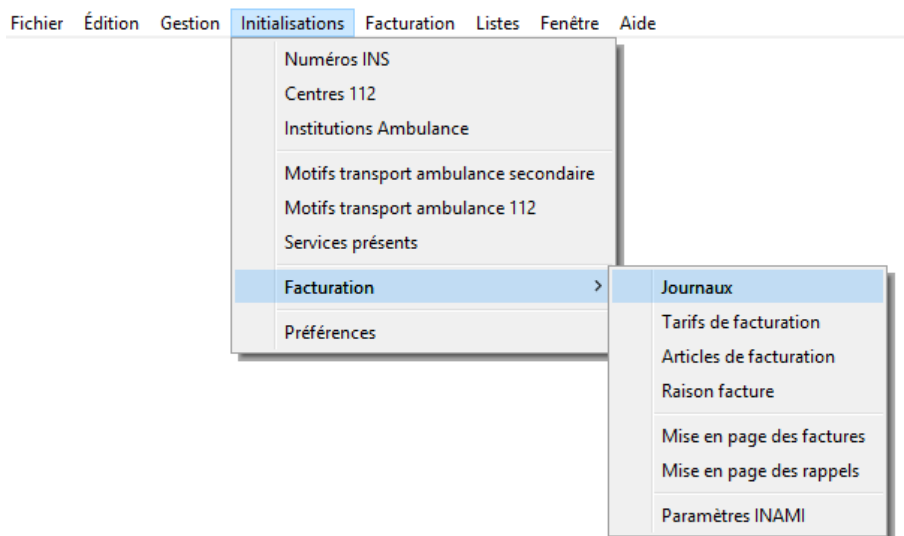 Fichier Édition Gestion Initialisations Facturation Listes Fenêtre Aide
Numéros INS
Centres 112
Institutions Ambulance
Motifs transport ambulance secondaire
Motifs transport ambulance 112
Services présents
Facturation
Préférences
Journaux
Tarifs de facturation
Articles de facturation
Raison facture
Mise en page des factures
Mise en page des rappels
Paramètres INAMI